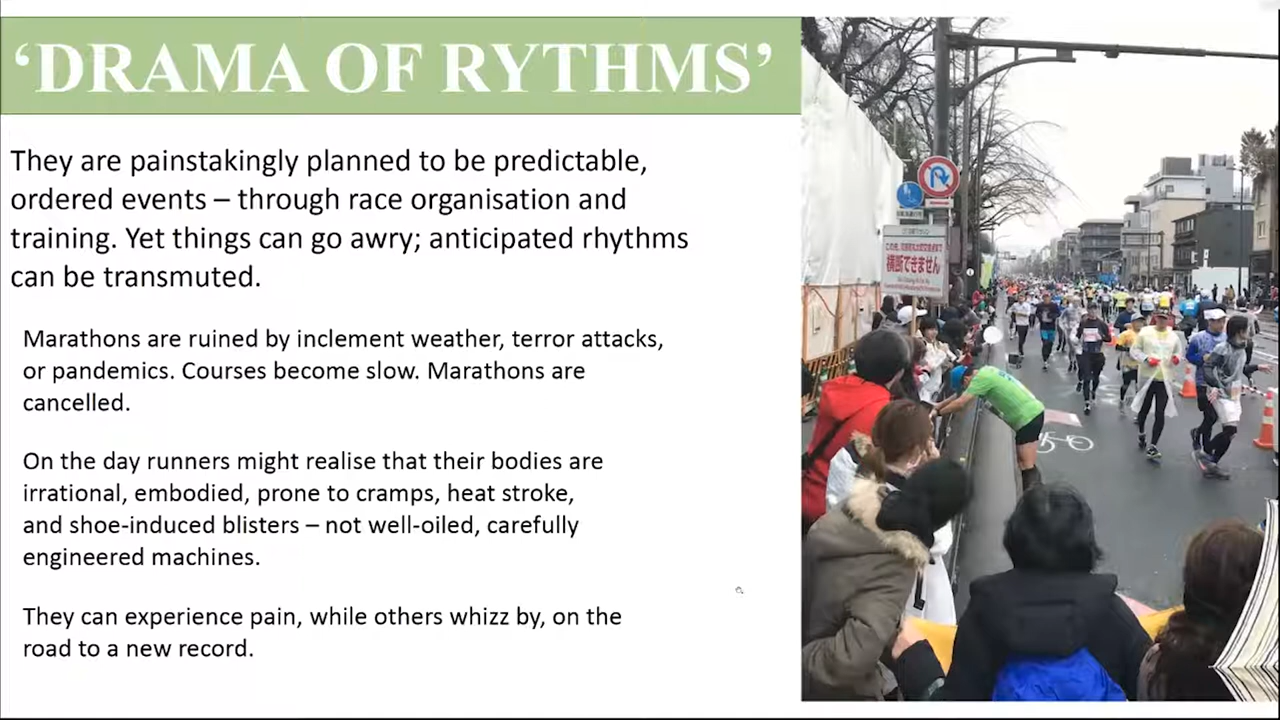 ‘DRAMA OF RYTHMS’
They are painstakingly planned to be predictable,
ordered events – through race organisation and
training. Yet things can go awry; anticipated rhythms
can be transmuted.
Marathons are ruined by inclement weather, terror attacks,
or pandemics. Courses become slow. Marathons are
cancelled.
On the day runners might realise that their bodies are
irrational, embodied, prone to cramps, heat stroke,
and shoe-induced blisters – not well-oiled, carefully
engineered machines.
They can experience pain, while others whizz by, on the
road to a new record.
横断できません